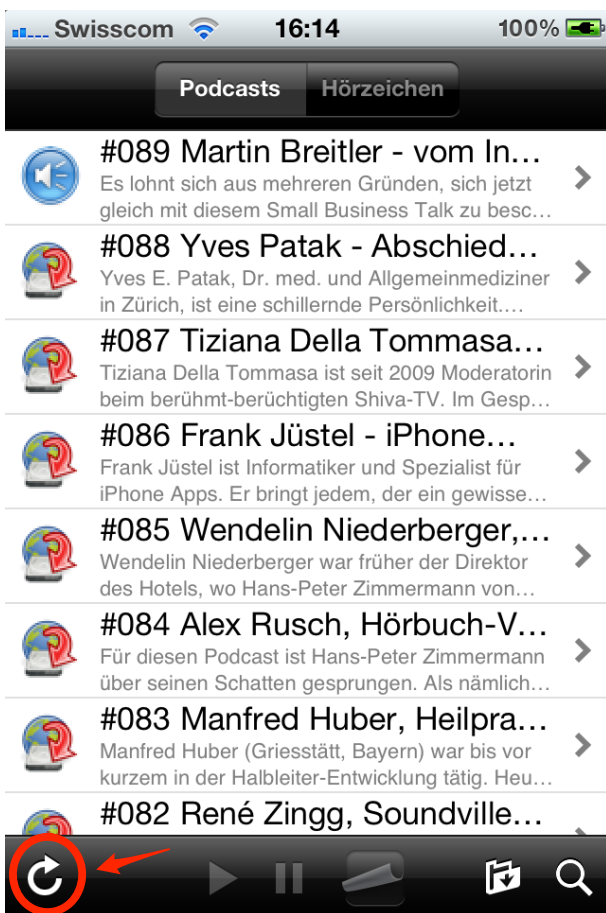 Swisscom 16:14 100%
Podcasts Hörzeichen
#089 Martin Breitler - vom In...
Es lohnt sich aus mehreren Gründen, sich jetzt
gleich mit diesem Small Business Talk zu besc...
#088 Yves Patak - Abschied...
Yves E. Patak, Dr. med. und Allgemeinmediziner
in Zürich, ist eine schillernde Persönlichkeit....
#087 Tiziana Della Tommasa...
Tiziana Della Tommasa ist seit 2009 Moderatorin
beim berühmt-berüchtigten Shiva-TV. Im Gesp...
#086 Frank Jüstel - iPhone...
Frank Jüstel ist Informatiker und Spezialist für
iPhone Apps. Er bringt jedem, der ein gewisse...
#085 Wendelin Niederberger,...
Wendelin Niederberger war früher der Direktor
des Hotels, wo Hans-Peter Zimmermann von...
#084 Alex Rusch, Hörbuch-V...
Für diesen Podcast ist Hans-Peter Zimmermann
über seinen Schatten gesprungen. Als nämlich...
#083 Manfred Huber, Heilpra...
Manfred Huber (Griesstätt, Bayern) war bis vor
kurzem in der Halbleiter-Entwicklung tätig. Heu...
#082 René Zingg, Soundville...